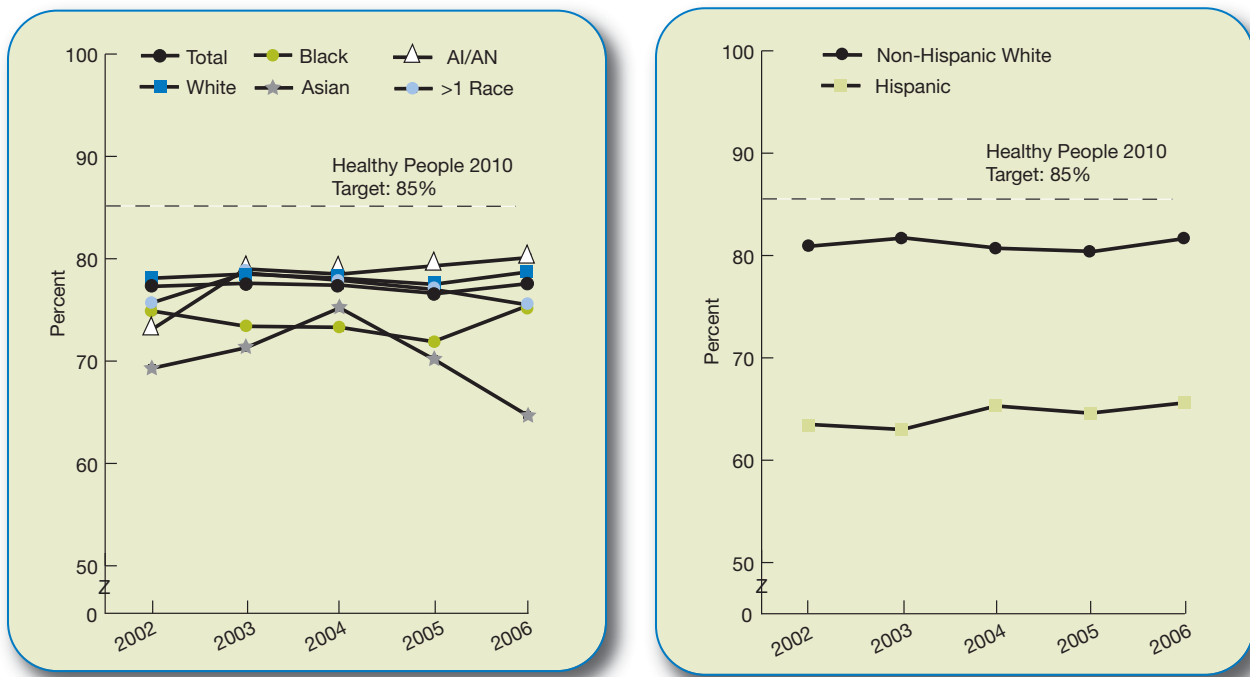 Total Black AI/AN
White Asian >1 Race
100
90
80
70
60
50
Z
0
Percent
Healthy People 2010
Target: 85%
2002 2003 2004 2005 2006
Non-Hispanic White
Hispanic
100
90
80
70
60
50
Z
0
Percent
Healthy People 2010
Target: 85%
2002 2003 2004 2005 2006